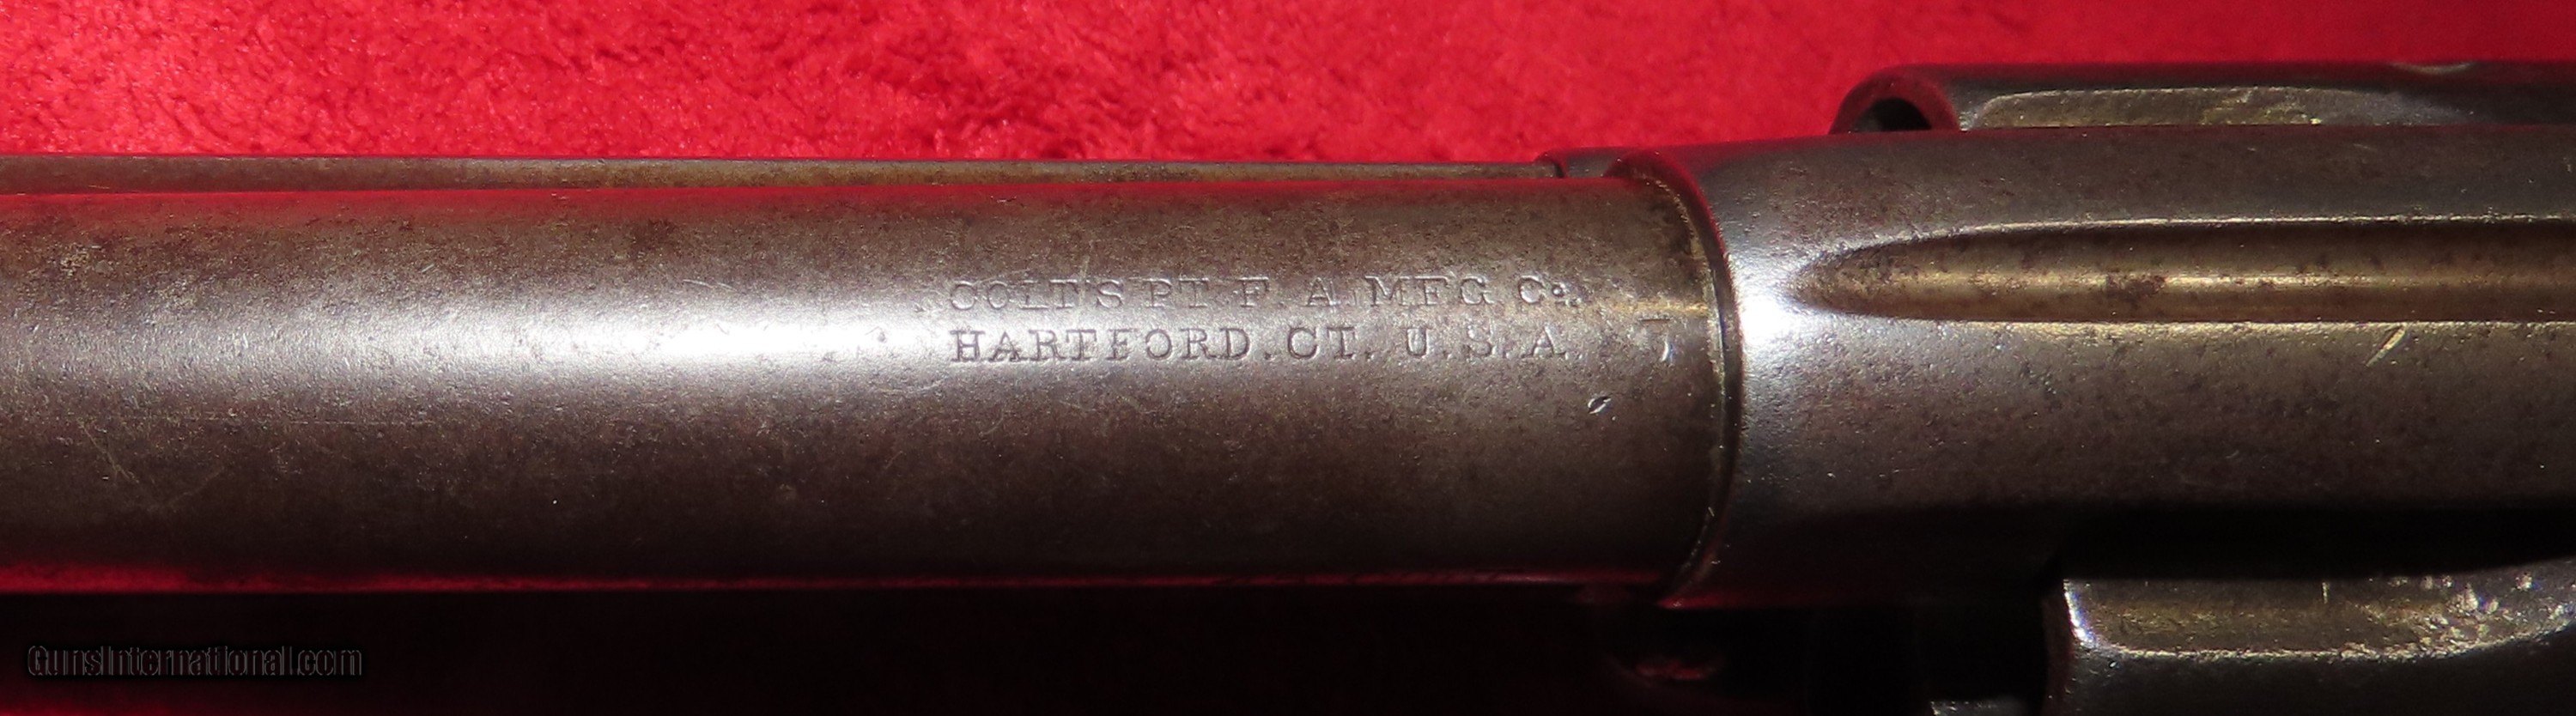 COLT'S PT. F. A. MFG. Co.
HARTFORD. CT. U. S. A.
GunsInternational.com